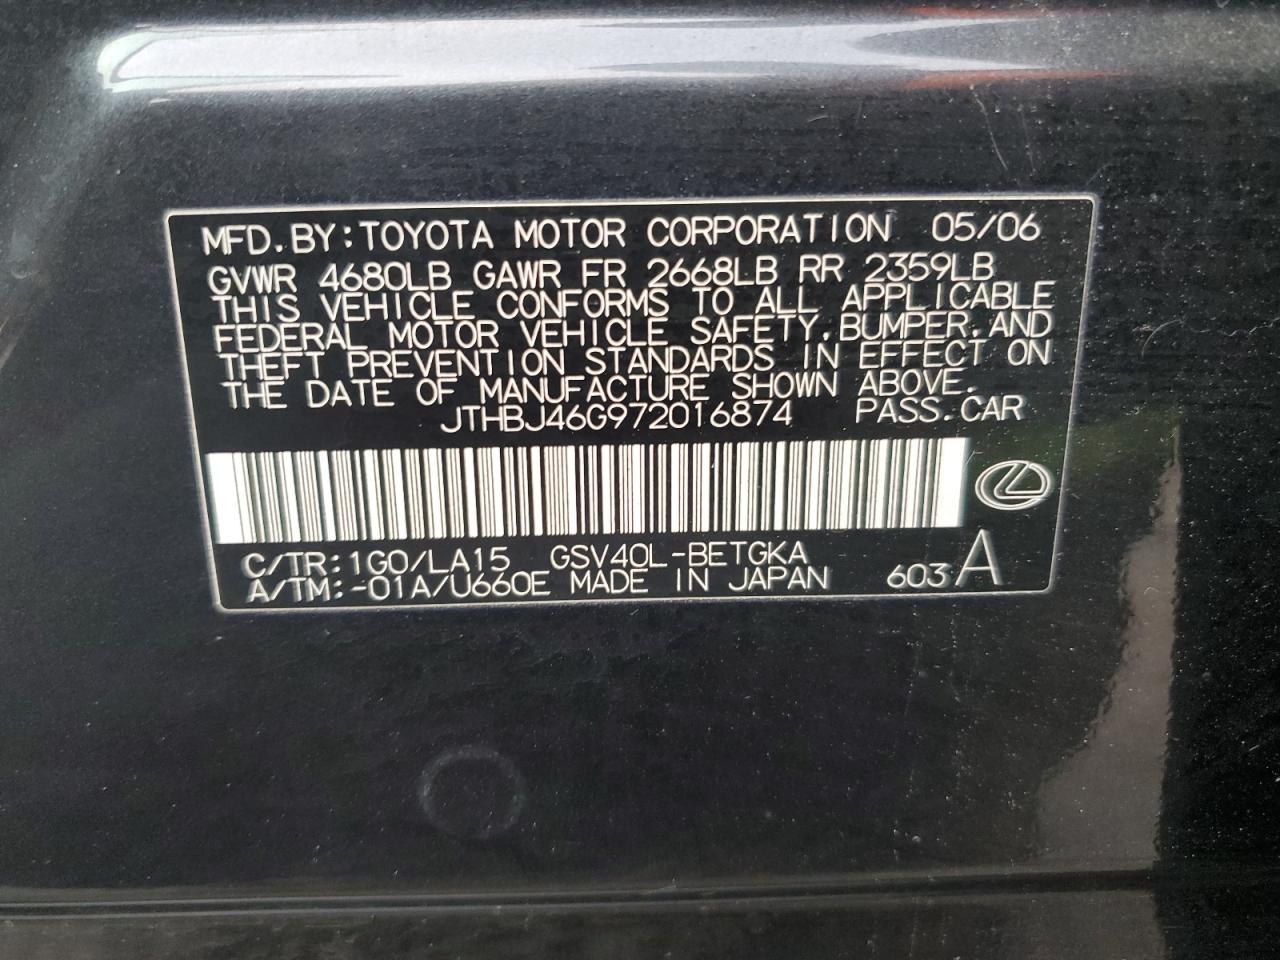 MFD. BY: TOYOTA MOTOR CORPORATION 05/06
GVWR 4680LB GAWR FR 2668LB RR 2359LB
THIS VEHICLE CONFORMS TO ALL APPLICABLE
FEDERAL MOTOR VEHICLE SAFETY, BUMPER, AND
THEFT PREVENTION STANDARDS IN EFFECT ON
THE DATE OF MANUFACTURE SHOWN ABOVE.
JTHBJ46G972016874 PASS. CAR
C/TR: 1G0/LA15 GSV40L-BETGKA
A/TM: -01A/U660E MADE IN JAPAN 603 A